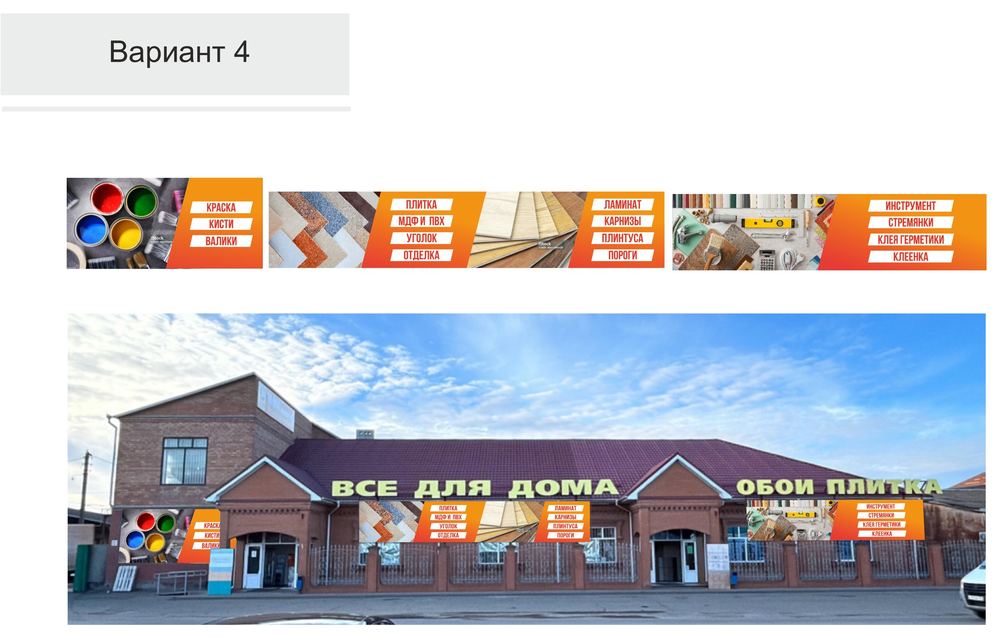 Вариант 4
КРАСКА
КИСТИ
ВАЛИКИ
ПЛИТКА
МДФ И ПВХ
УГОЛОК
ОТДЕЛКА
iStock
ЛАМИНАТ
КАРНИЗЫ
ПЛИНТУСА
ПОРОГИ
ИНСТРУМЕНТ
СТРЕМЯНКИ
КЛЕЯ ГЕРМЕТИКИ
КЛЕЕНКА
ВСЕ ДЛЯ ДОМА
ОБОИ ПЛИТКА
КРАСКА
КИСТИ
ВАЛИКИ
ПЛИТКА
МДФ И ПВХ
УГОЛОК
ОТДЕЛКА
ЛАМИНАТ
КАРНИЗЫ
ПЛИНТУСА
ПОРОГИ
ИНСТРУМЕНТ
СТРЕМЯНКИ
КЛЕЯ ГЕРМЕТИКИ
КЛЕЕНКА